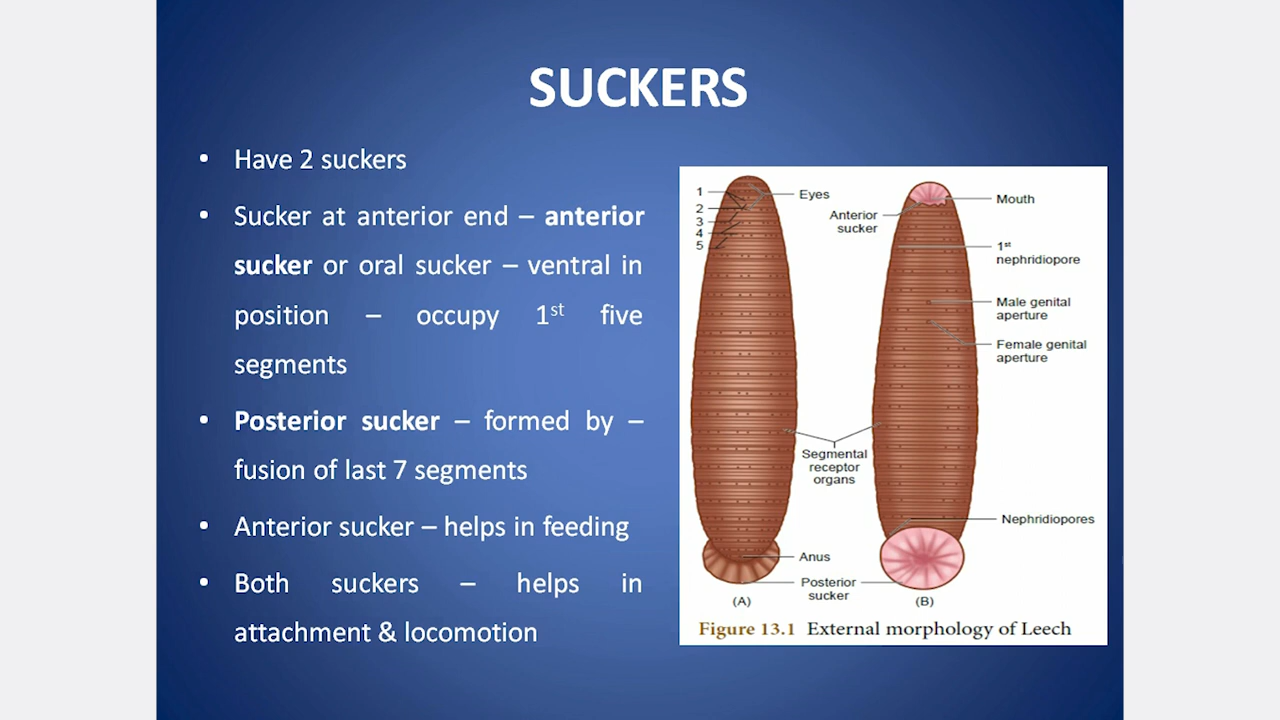 SUCKERS
• Have 2 suckers
• Sucker at anterior end – anterior
sucker or oral sucker – ventral in
position – occupy 1st five
segments
• Posterior sucker – formed by –
fusion of last 7 segments
• Anterior sucker – helps in feeding
• Both suckers – helps in
attachment & locomotion
1
2
3
4
5
Eyes
Anterior
sucker
Mouth
1st
nephridiopore
Male genital
aperture
Female genital
aperture
Segmental
receptor
organs
Nephridiopores
Anus
Posterior
sucker
(A)
(B)
Figure 13.1 External morphology of Leech